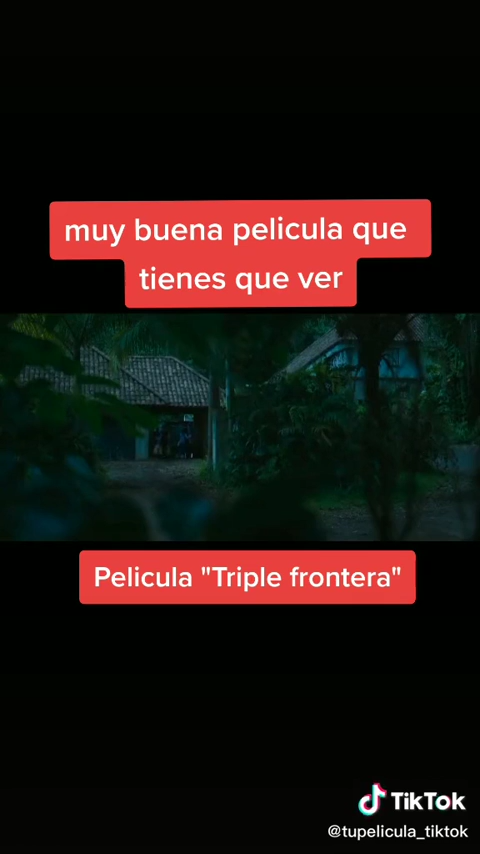 muy buena pelicula que
tienes que ver
Pelicula "Triple frontera"
TikTok
@tupelicula_tiktok